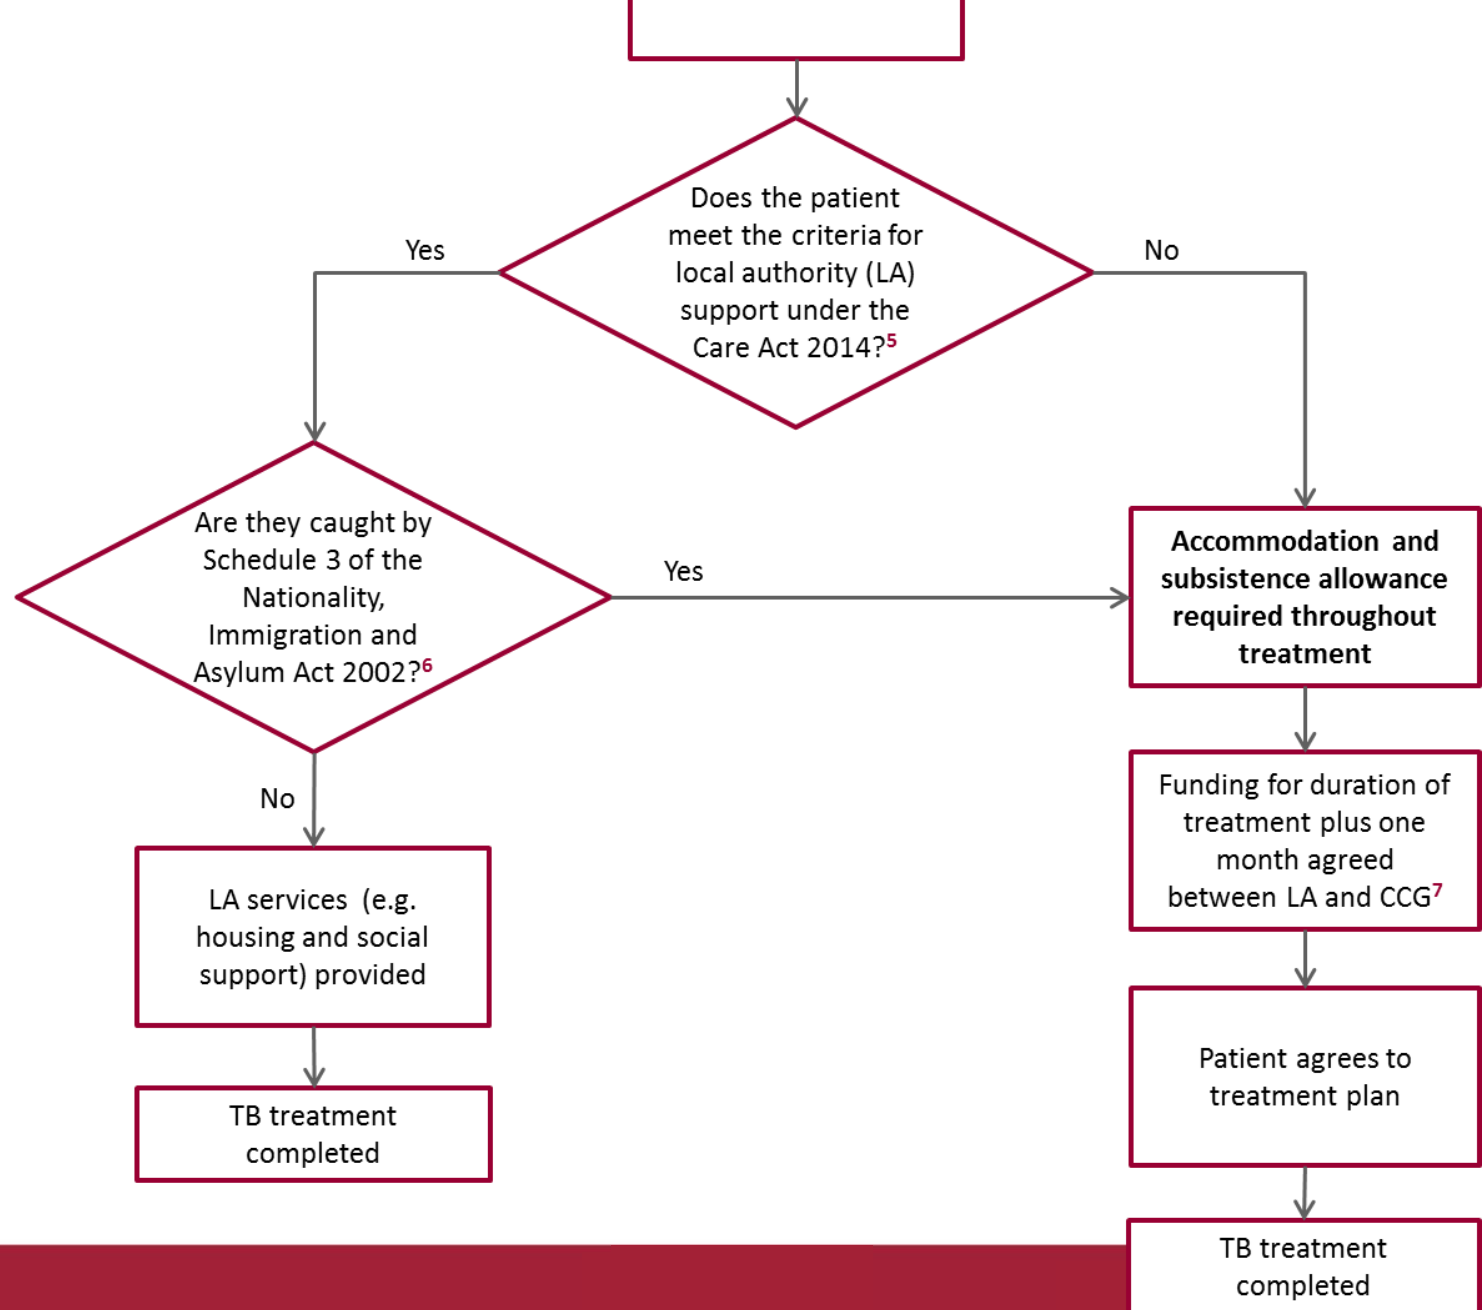 Does the patient
meet the criteria for
local authority (LA)
support under the
Care Act 2014?5
Yes
No
Are they caught by
Schedule 3 of the
Nationality,
Immigration and
Asylum Act 2002?6
Yes
No
Accommodation and
subsistence allowance
required throughout
treatment
Funding for duration of
treatment plus one
month agreed
between LA and CCG7
LA services (e.g.
housing and social
support) provided
Patient agrees to
treatment plan
TB treatment
completed
TB treatment
completed